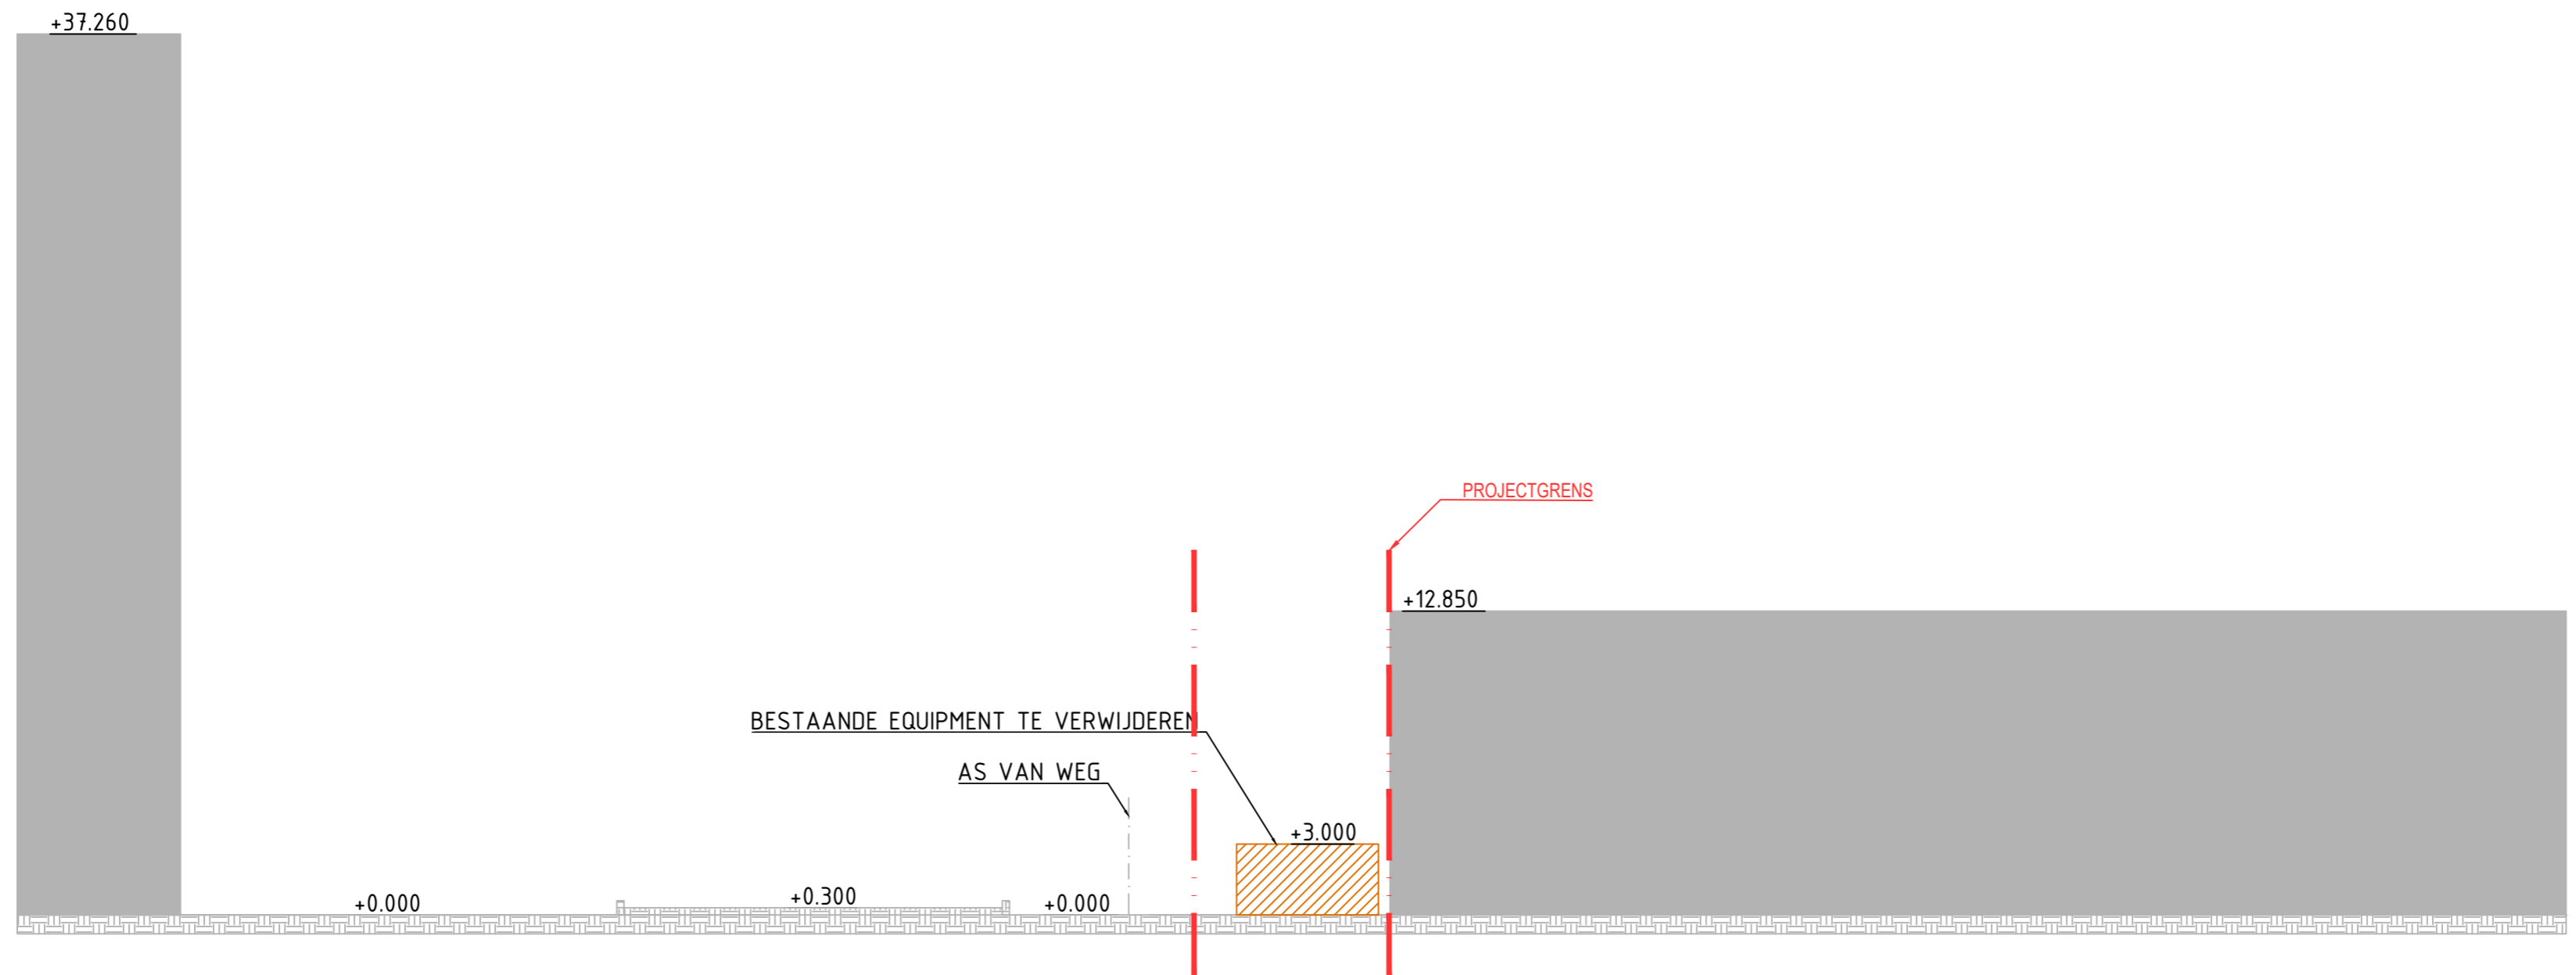 +37.260
PROJECTGRENS
+12.850
BESTAANDE EQUIPMENT TE VERWIJDEREN
AS VAN WEG
+3.000
+0.000
+0.300
+0.000